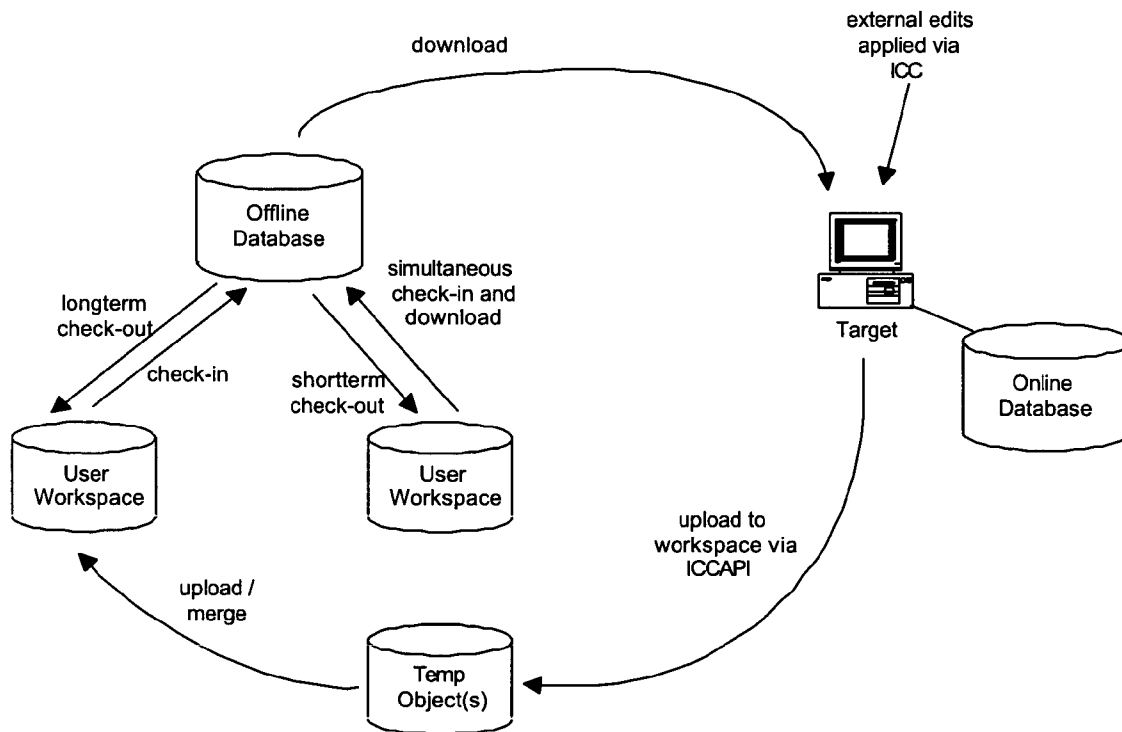 download
external edits
applied via
ICC
Offline
Database
simultaneous
check-in and
download
longterm
check-out
Target
check-in
shortterm
check-out
Online
Database
User
Workspace
User
Workspace
upload to
workspace via
ICCAPI
upload /
merge
Temp
Object(s)